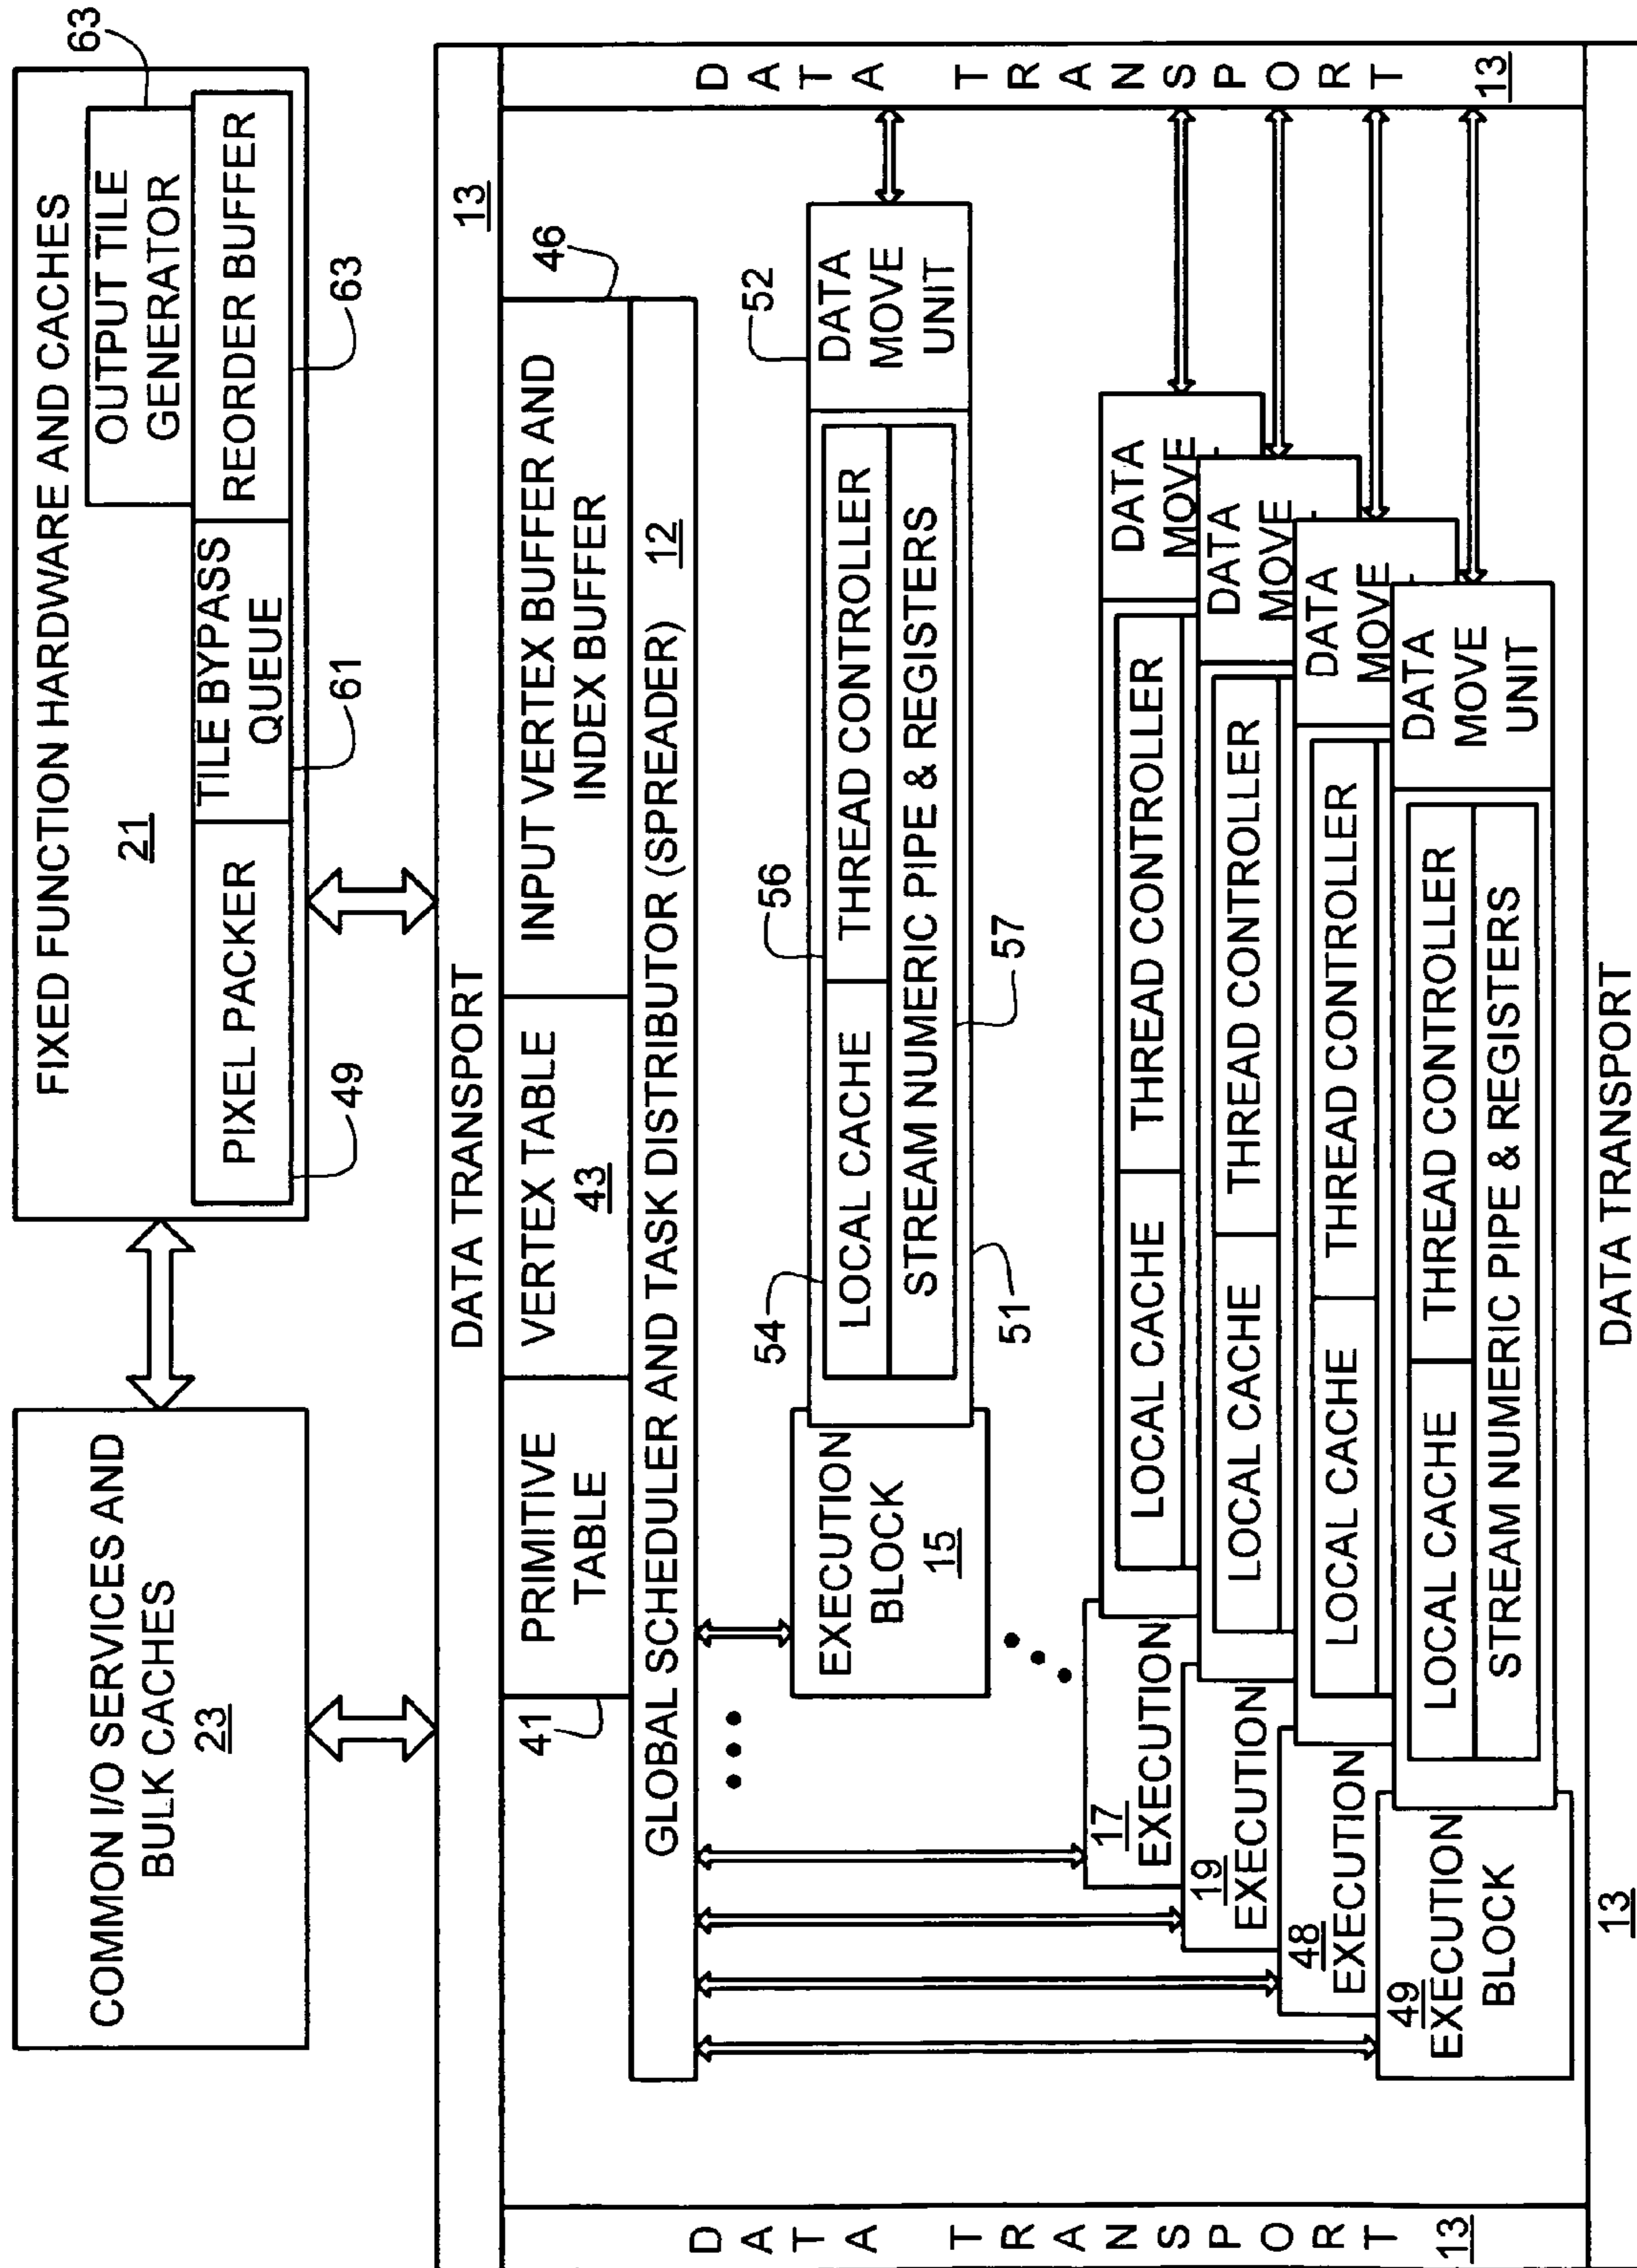 COMMON I/O SERVICES AND
BULK CACHES
23
FIXED FUNCTION HARDWARE AND CACHES
21
OUTPUT TILE
GENERATOR
63
PIXEL PACKER
TILE BYPASS
QUEUE
REORDER BUFFER
49
61
63
DATA TRANSPORT
13
PRIMITIVE
TABLE
VERTEX TABLE
43
INPUT VERTEX BUFFER AND
INDEX BUFFER
41
46
GLOBAL SCHEDULER AND TASK DISTRIBUTOR (SPREADER)
12
DATA TRANSPORT
13
DATA TRANSPORT
13
EXECUTION
BLOCK
15
54
56
52
LOCAL CACHE
THREAD CONTROLLER
STREAM NUMERIC PIPE & REGISTERS
DATA
MOVE
UNIT
51
57
17
EXECUTION
LOCAL CACHE
THREAD CONTROLLER
DATA
MOVE
19
EXECUTION
LOCAL CACHE
THREAD CONTROLLER
DATA
MOVE
48
EXECUTION
LOCAL CACHE
THREAD CONTROLLER
DATA
MOVE
49
EXECUTION
BLOCK
LOCAL CACHE
THREAD CONTROLLER
STREAM NUMERIC PIPE & REGISTERS
DATA
MOVE
UNIT
13
DATA TRANSPORT